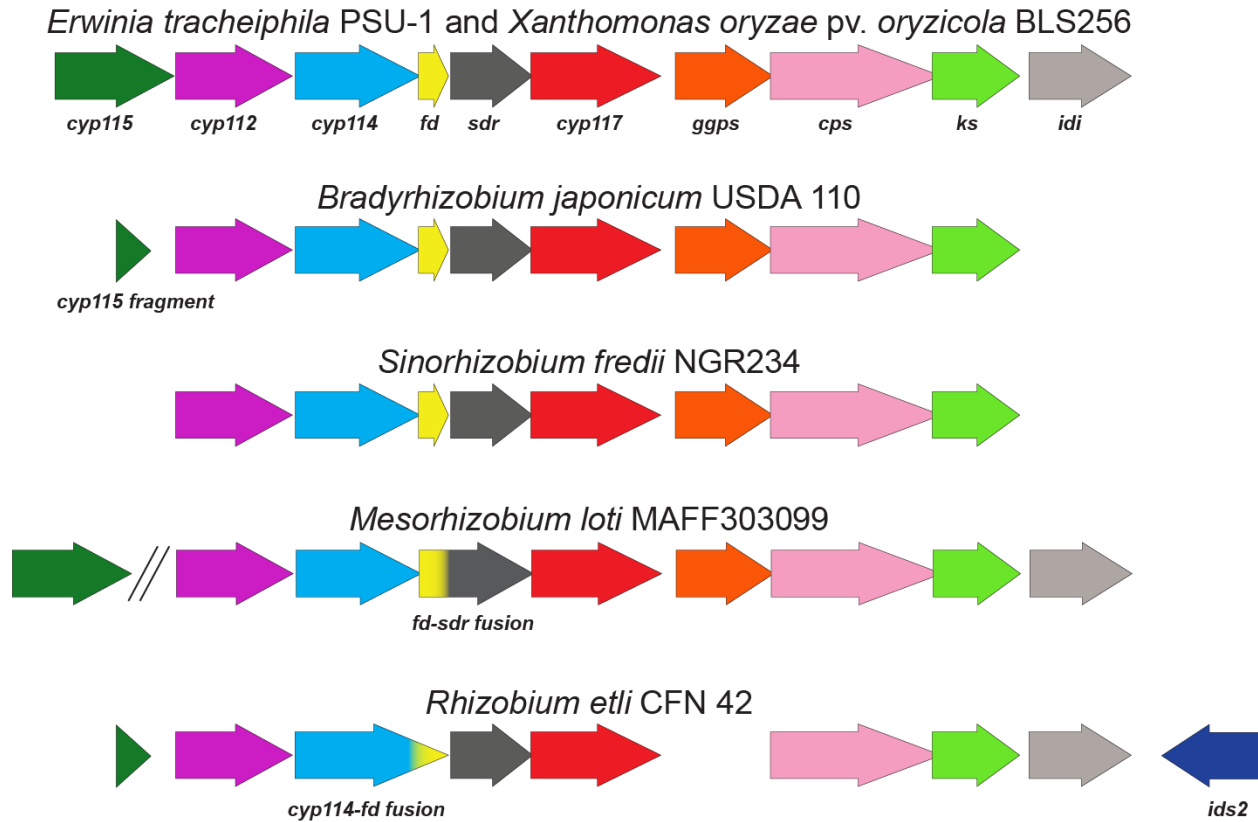 Erwinia tracheiphila PSU-1 and Xanthomonas oryzae pv. oryzicola BLS256
cyp115 cyp112 cyp114 fd sdr cyp117 ggps cps ks idi
Bradyrhizobium japonicum USDA 110
cyp115 fragment
Sinorhizobium fredii NGR234
Mesorhizobium loti MAFF303099
fd-sdr fusion
Rhizobium etli CFN 42
cyp114-fd fusion ids2